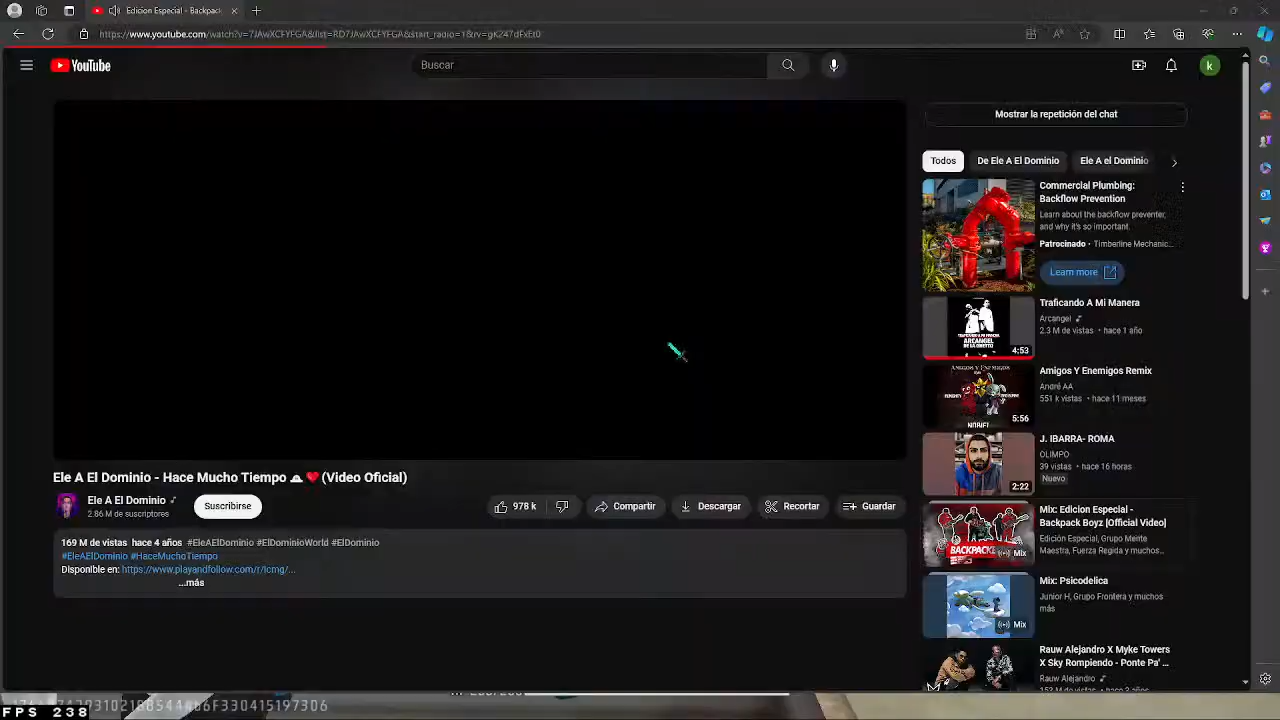 Edicion Especial - Backpack
https://www.youtube.com/watch?v=7JAwXCFYFGA&list=RD7JAwXCFYFGA&start_radio=1&rv=gK247dFxEt0
YouTube
Buscar
k
Mostrar la repetición del chat
Todos
De Ele A El Dominio
Ele A el Dominio
Commercial Plumbing:
Backflow Prevention
Learn about the backflow preventer,
and why it's so important.
Patrocinado · Timberline Mechanic...
Learn more
Traficando A Mi Manera
Arcangel
2.3 M de vistas · hace 1 año
4:53
Amigos Y Enemigos Remix
André AA
551 k vistas · hace 11 meses
5:56
J. IBARRA- ROMA
OLIMPO
39 vistas · hace 16 horas
Nuevo
2:22
Mix: Edicion Especial -
Backpack Boyz [Official Video]
Edición Especial, Grupo Mente
Maestra, Fuerza Regida y muchos...
Mix
Mix: Psicodelica
Junior H, Grupo Frontera y muchos
más
Mix
Rauw Alejandro X Myke Towers
X Sky Rompiendo - Ponte Pa' ...
Rauw Alejandro
153 M de vistas · hace 3 años
Ele A El Dominio - Hace Mucho Tiempo 🗻❤️(Video Oficial)
Ele A El Dominio
2.86 M de suscriptores
Suscribirse
978 k
Compartir
Descargar
Recortar
Guardar
169 M de vistas hace 4 años #EleAElDominio #ElDominioWorld #ElDominio
#EleAElDominio #HaceMuchoTiempo
Disponible en: https://www.playandfollow.com/r/lcmg/...
...más
FPS 238